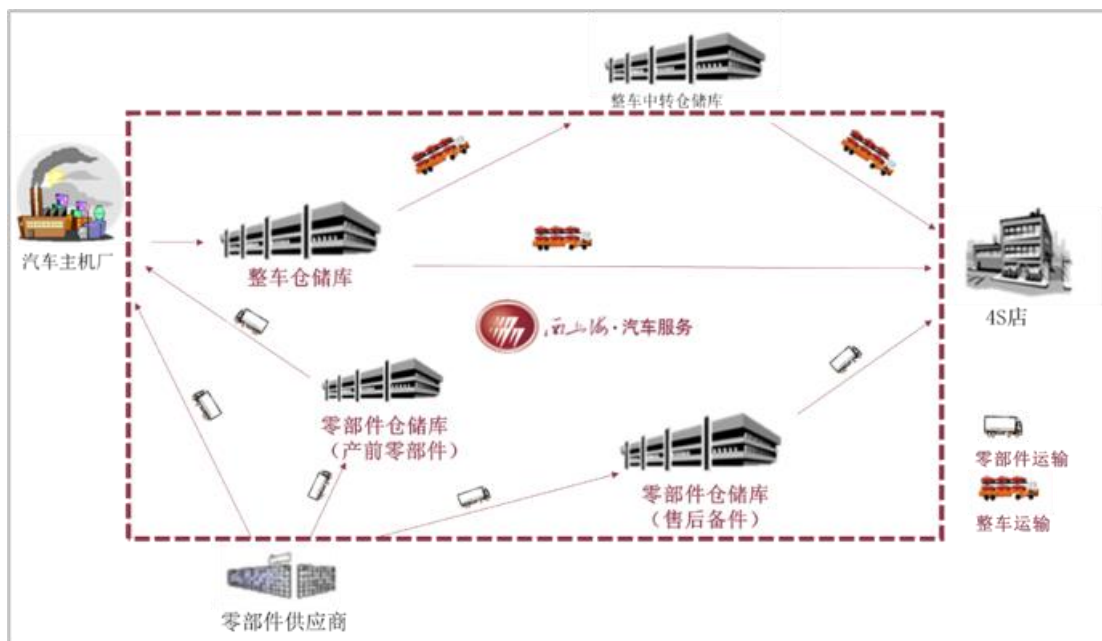 整车中转仓储库
汽车主机厂
整车仓储库
4S店
西上海·汽车服务
零部件仓储库
（产前零部件）
零部件运输
零部件仓储库
（售后备件）
整车运输
零部件供应商